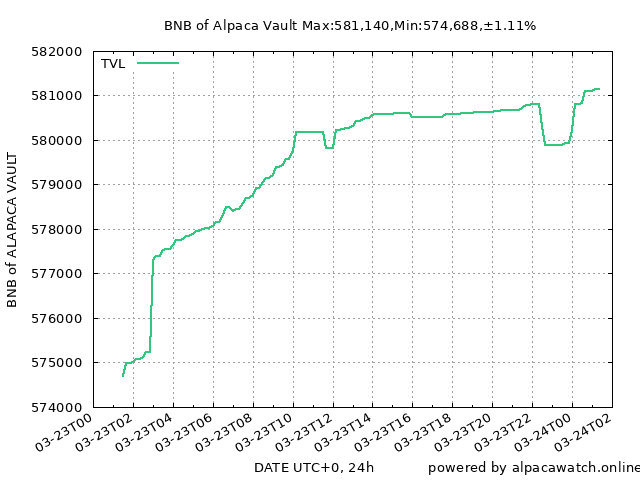 BNB of Alpaca Vault Max:581,140,Min:574,688,±1.11%
TVL
582000
581000
580000
579000
578000
577000
576000
575000
574000
BNB of ALAPACA VAULT
03-23T00
03-23T02
03-23T04
03-23T06
03-23T08
03-23T10
03-23T12
03-23T14
03-23T16
03-23T18
03-23T20
03-23T22
03-24T00
03-24T02
DATE UTC+0, 24h
powered by alpacawatch.online